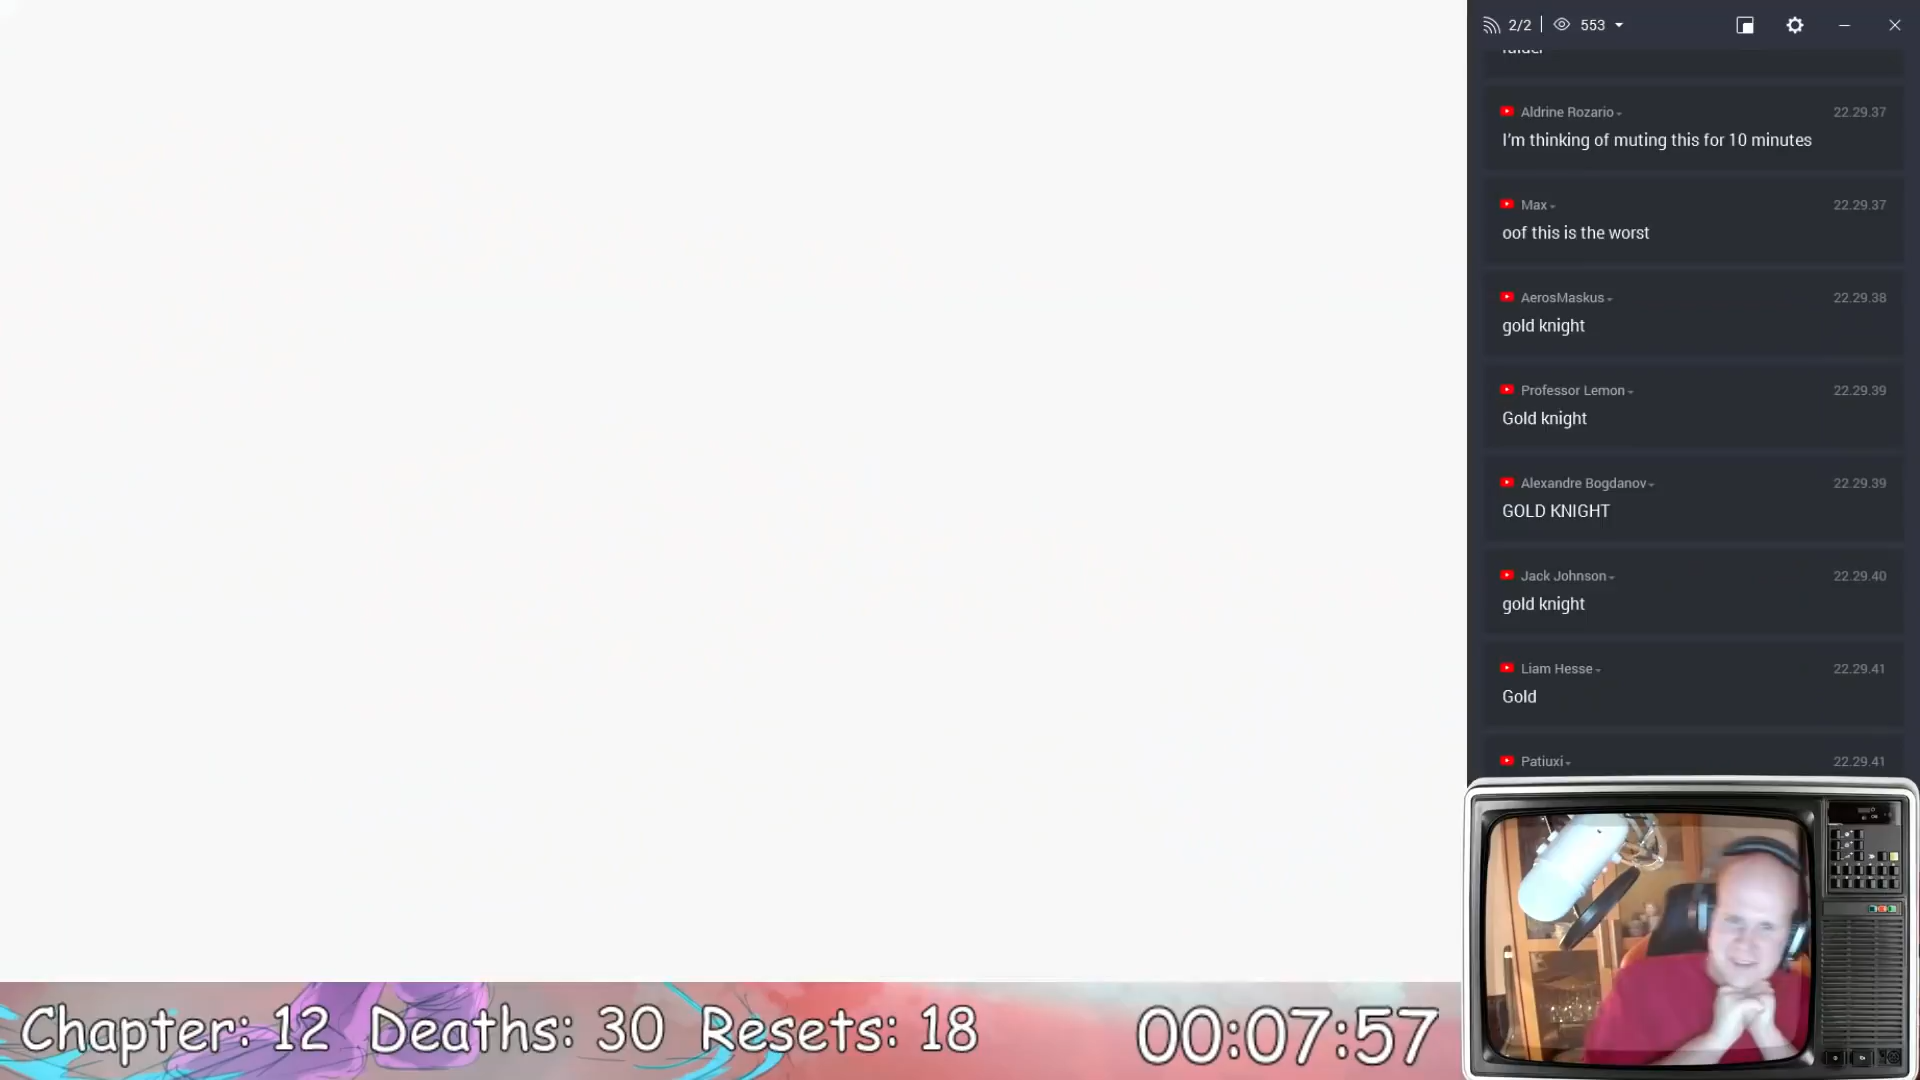 2/2 553
Aldrine Rozario 22.29.37
I'm thinking of muting this for 10 minutes
Max 22.29.37
oof this is the worst
AerosMaskus 22.29.38
gold knight
Professor Lemon 22.29.39
Gold knight
Alexandre Bogdanov 22.29.39
GOLD KNIGHT
Jack Johnson 22.29.40
gold knight
Liam Hesse 22.29.41
Gold
Patiuxi 22.29.41
Chapter: 12 Deaths: 30 Resets: 18 00:07:57